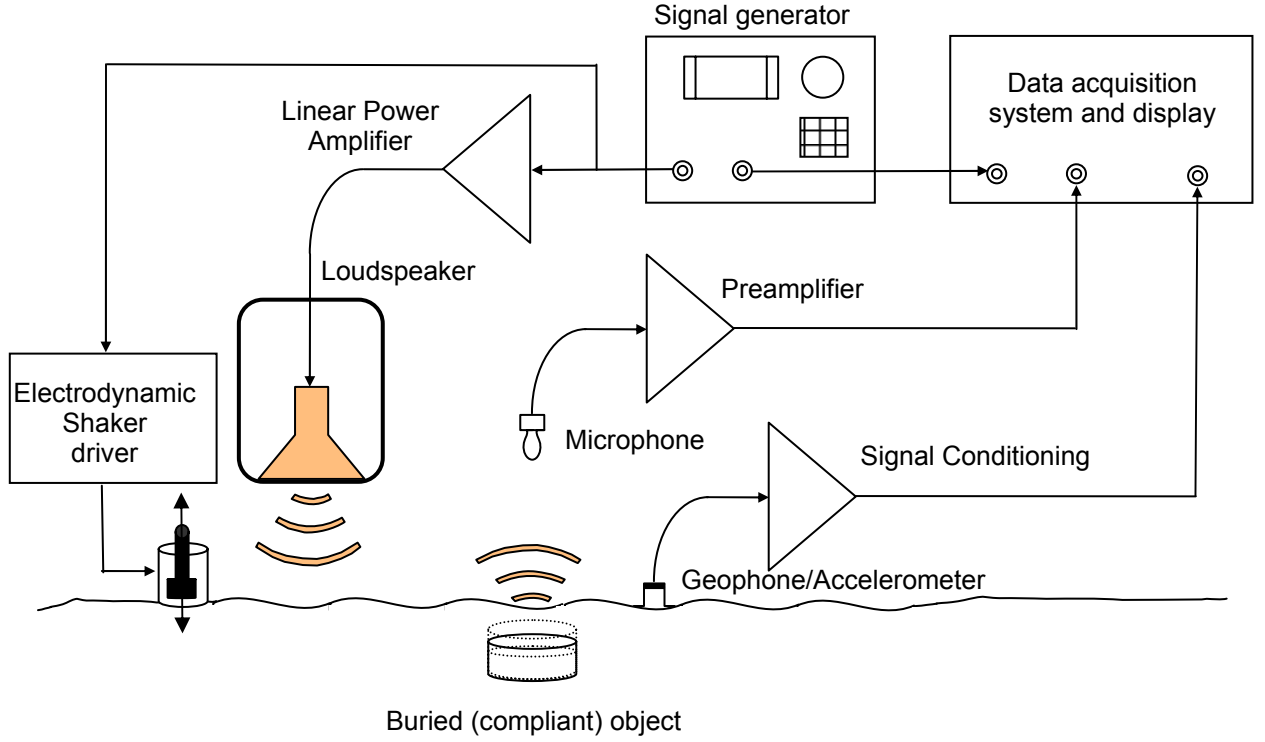 Signal generator
Data acquisition
system and display
Linear Power
Amplifier
Loudspeaker
Preamplifier
Electrodynamic
Shaker
driver
Microphone
Signal Conditioning
Geophone/Accelerometer
Buried (compliant) object